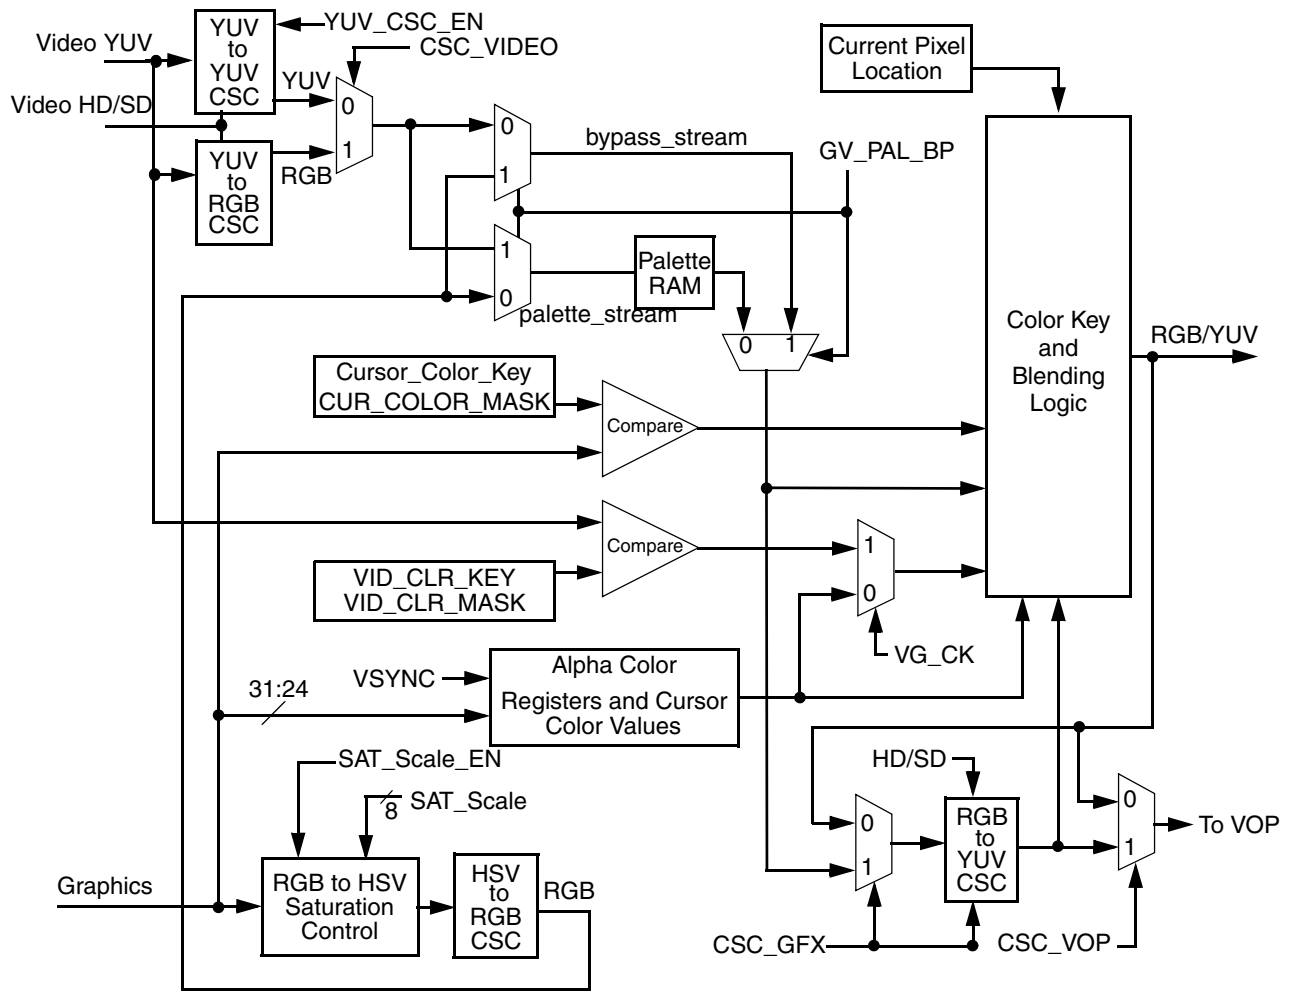 YUV
to
YUV
CSC
YUV_CSC_EN
CSC_VIDEO
Video YUV
Video HD/SD
YUV
RGB
YUV
to
RGB
CSC
0
1
0
1
1
0
bypass_stream
palette_stream
Palette
RAM
GV_PAL_BP
0 1
Current Pixel
Location
Color Key
and
Blending
Logic
RGB/YUV
Cursor_Color_Key
CUR_COLOR_MASK
Compare
Compare
VID_CLR_KEY
VID_CLR_MASK
1
0
VG_CK
VSYNC
31:24
Alpha Color
Registers and Cursor
Color Values
SAT_Scale_EN
8
SAT_Scale
Graphics
RGB to HSV
Saturation
Control
HSV
to
RGB
CSC
RGB
HD/SD
0
1
RGB
to
YUV
CSC
CSC_GFX
0
1
To VOP
CSC_VOP